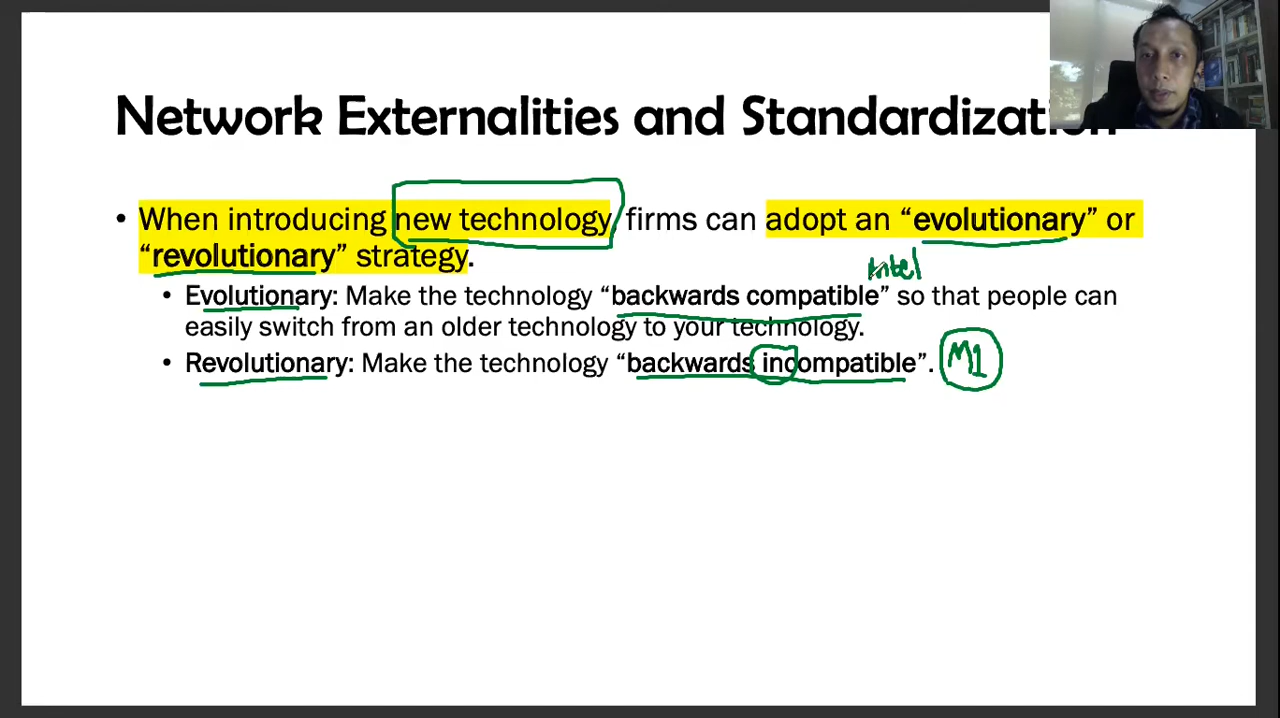 Network Externalities and Standardization
• When introducing new technology, firms can adopt an “evolutionary” or
“revolutionary” strategy.
Intel
• Evolutionary: Make the technology “backwards compatible” so that people can
easily switch from an older technology to your technology.
• Revolutionary: Make the technology “backwards incompatible”. M1